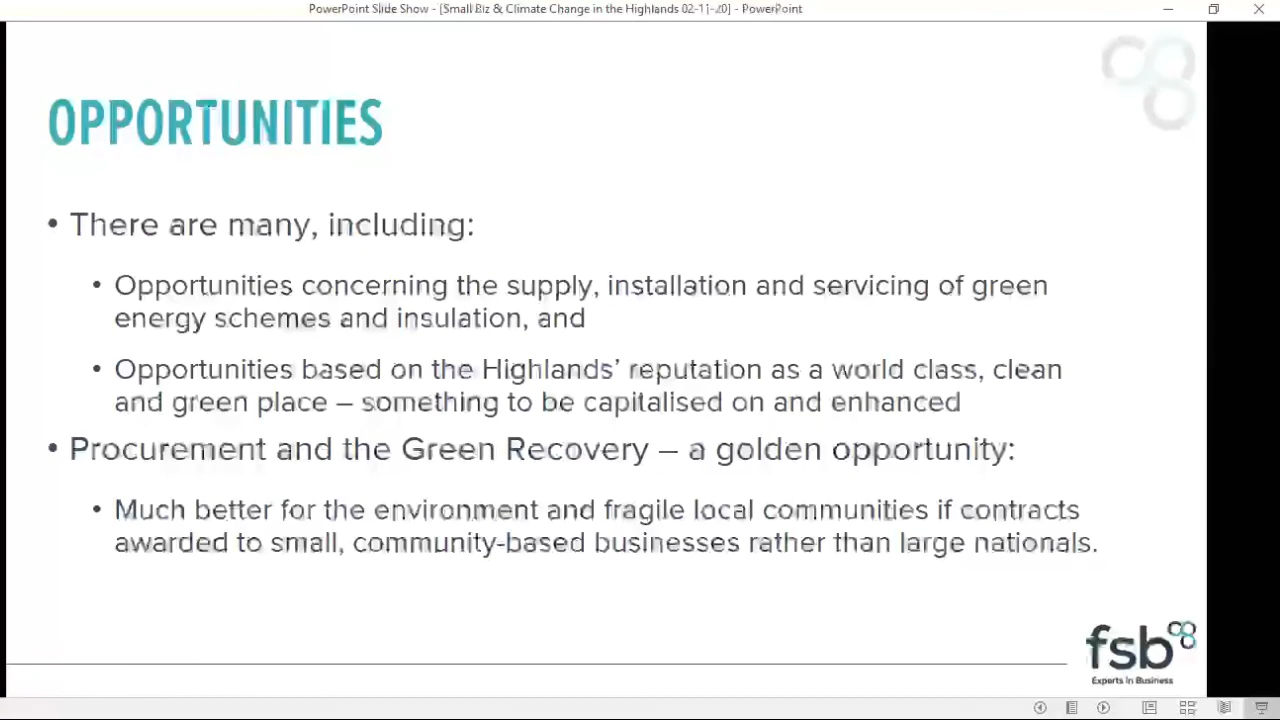 PowerPoint Slide Show - [Small Biz & Climate Change in the Highlands 02-11-20] - PowerPoint
OPPORTUNITIES
• There are many, including:
• Opportunities concerning the supply, installation and servicing of green
energy schemes and insulation, and
• Opportunities based on the Highlands’ reputation as a world class, clean
and green place – something to be capitalised on and enhanced
• Procurement and the Green Recovery – a golden opportunity:
• Much better for the environment and fragile local communities if contracts
awarded to small, community-based businesses rather than large nationals.
fsb
Experts in Business